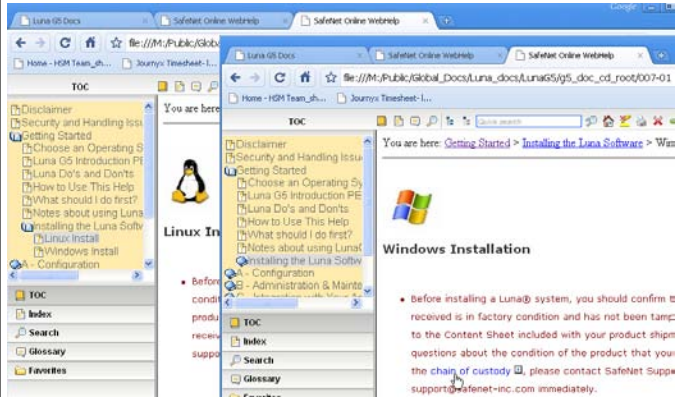 Google
Luna G5 Docs
SafeNet Online WebHelp
SafeNet Online WebHelp
file:///M:/Public/Glob
Home - HSM Team_sh...
Journyx Timesheet- l...
TOC
You are here
Disclaimer
Security and Handling Issu
Getting Started
Choose an Operating S
Luna G5 Introduction PE
Luna Do's and Don'ts
How to Use This Help
What should I do first?
Notes about using Luna
Installing the Luna Softw
Linux Install
Windows Install
A - Configuration
Linux In
Before
condit
produ
receiv
suppo
TOC
Index
Search
Glossary
Favorites
Luna G5 Docs
SafeNet Online WebHelp
SafeNet Online WebHelp
file:///M:/Public/Global_Docs/Luna_docs/LunaG5/g5_doc_cd_root/007-01
Home - HSM Team_sh...
Journyx Timesheet- l...
TOC
Quick search
You are here: Getting Started > Installing the Luna Software > Win
Disclaimer
Security and Handling Issu
Getting Started
Choose an Operating Sy
Luna G5 Introduction PE
Luna Do's and Don'ts
How to Use This Help
What should I do first?
Notes about using LunaG
Installing the Luna Softw
A - Configuration
B - Administration & Mainte
C - Integration with Your A
Windows Installation
Before installing a Luna® system, you should confirm t
received is in factory condition and has not been tamp
to the Content Sheet included with your product shipm
questions about the condition of the product that you
the chain of custody, please contact SafeNet Supp
support@safenet-inc.com immediately.
TOC
Index
Search
Glossary
Favorites